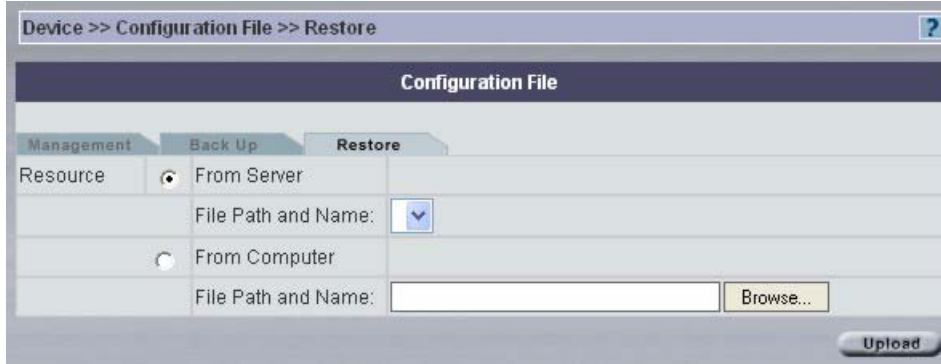 Device >> Configuration File >> Restore ?
Configuration File
Management Back Up Restore
Resource From Server
File Path and Name:
From Computer
File Path and Name: Browse...
Upload